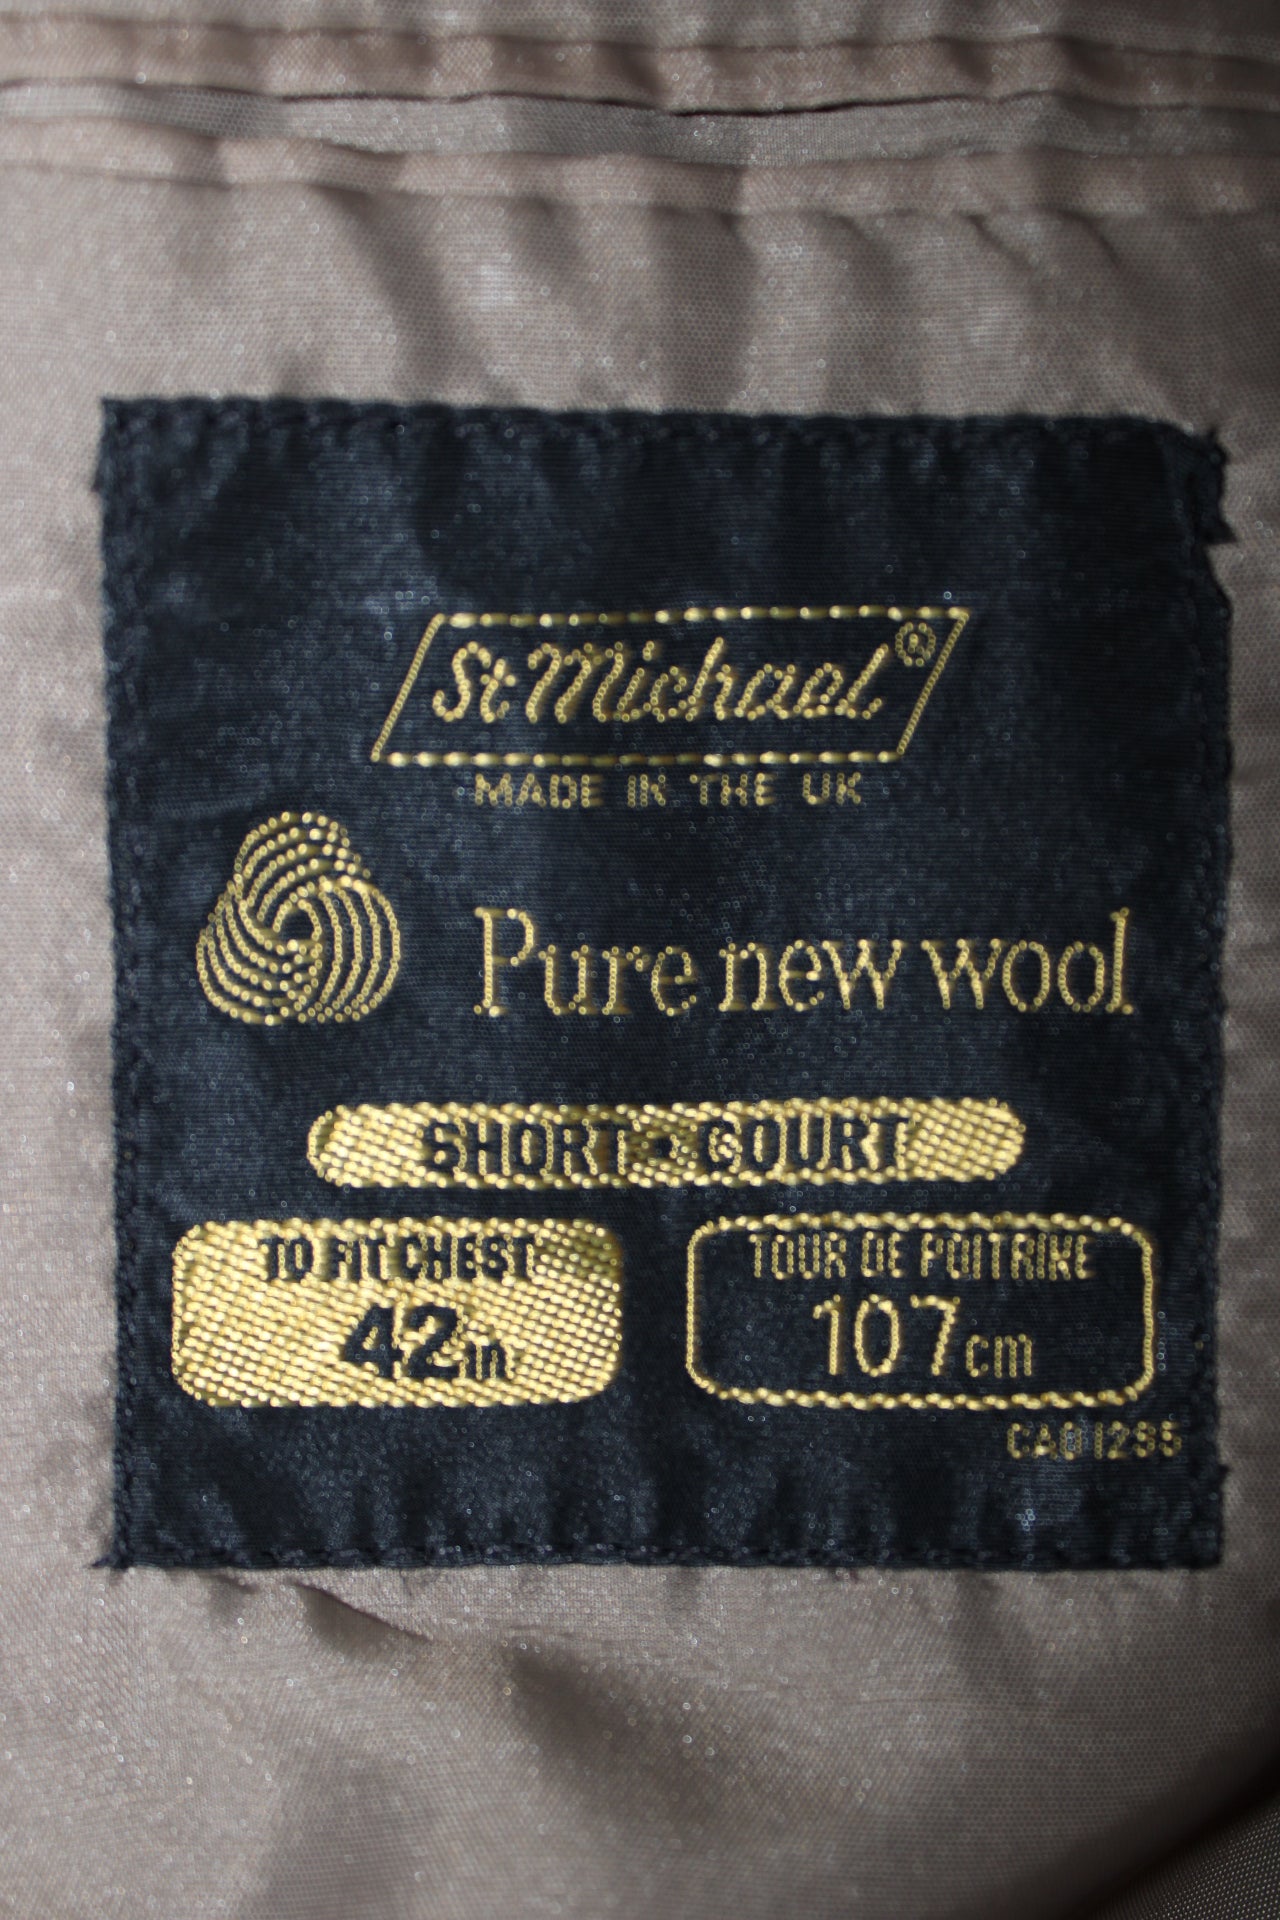 St Michael®
MADE IN THE UK
Pure new wool
SHORT • COURT
TO FIT CHEST
42in
TOUR DE POITRINE
107cm